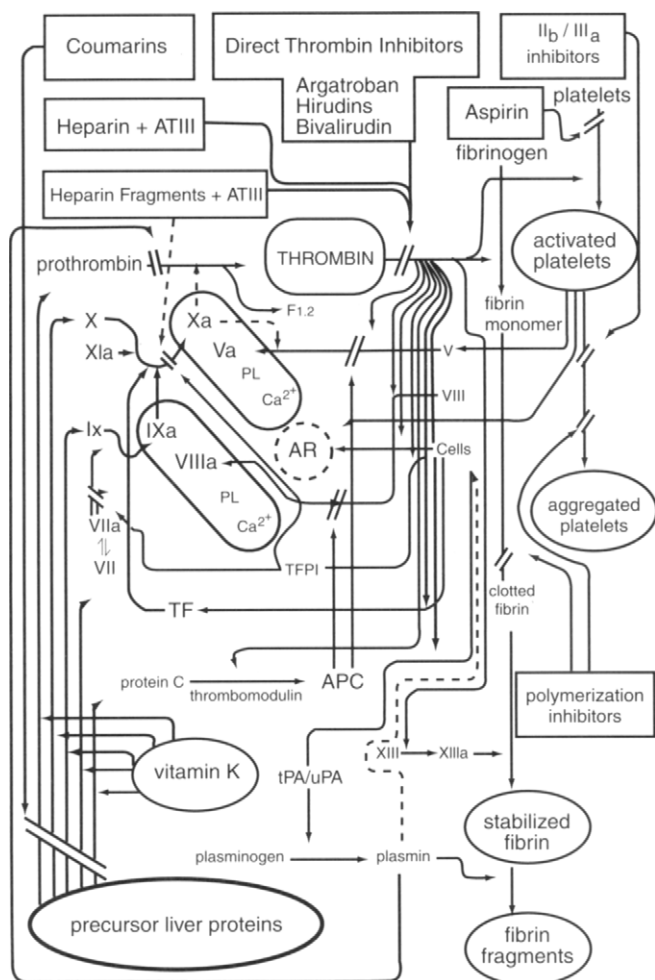 Coumarins
Direct Thrombin Inhibitors
Argatroban
Hirudins
Bivalirudin
IIb / IIIa
inhibitors
Heparin + ATIII
Aspirin
platelets
fibrinogen
Heparin Fragments + ATIII
prothrombin
THROMBIN
activated
platelets
F1.2
fibrin
monomer
X
Xa
XIa
Va
PL
Ca2+
V
VIII
Ix
IXa
VIIIa
PL
Ca2+
AR
Cells
aggregated
platelets
VIIa
⇅
VII
TFPI
clotted
fibrin
TF
protein C
thrombomodulin
APC
polymerization
inhibitors
vitamin K
tPA/uPA
XIII
XIIIa
stabilized
fibrin
plasminogen
plasmin
precursor liver proteins
fibrin
fragments